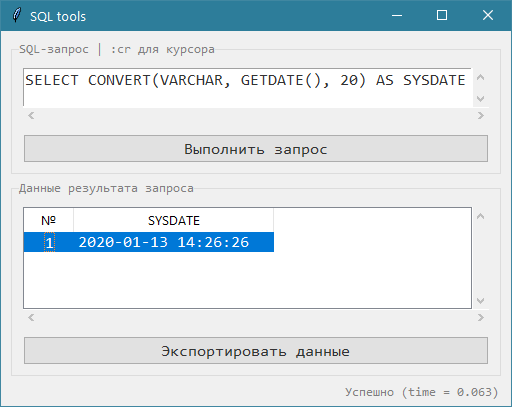 SQL tools
SQL-запрос | :cr для курсора
SELECT CONVERT(VARCHAR, GETDATE(), 20) AS SYSDATE
Выполнить запрос
Данные результата запроса
№ SYSDATE
1 2020-01-13 14:26:26
Экспортировать данные
Успешно (time = 0.063)